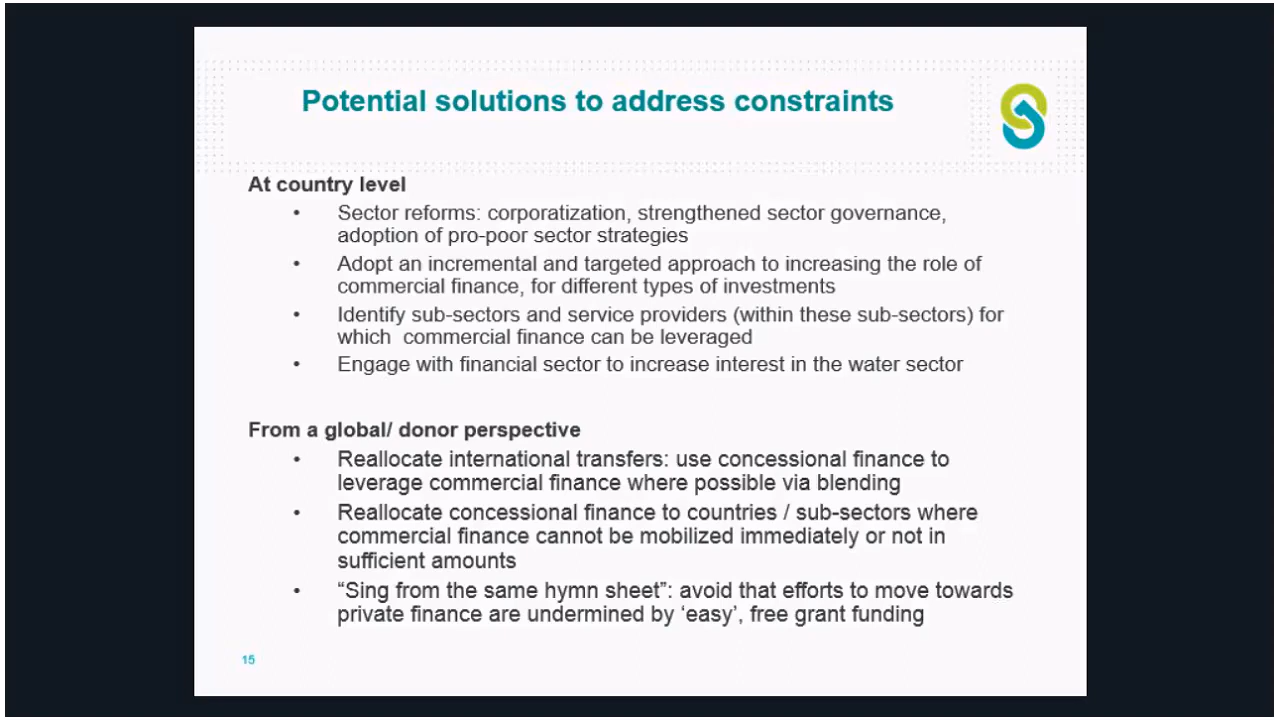 Potential solutions to address constraints
At country level
• Sector reforms: corporatization, strengthened sector governance,
adoption of pro-poor sector strategies
• Adopt an incremental and targeted approach to increasing the role of
commercial finance, for different types of investments
• Identify sub-sectors and service providers (within these sub-sectors) for
which commercial finance can be leveraged
• Engage with financial sector to increase interest in the water sector
From a global/ donor perspective
• Reallocate international transfers: use concessional finance to
leverage commercial finance where possible via blending
• Reallocate concessional finance to countries / sub-sectors where
commercial finance cannot be mobilized immediately or not in
sufficient amounts
• “Sing from the same hymn sheet”: avoid that efforts to move towards
private finance are undermined by ‘easy’, free grant funding
15